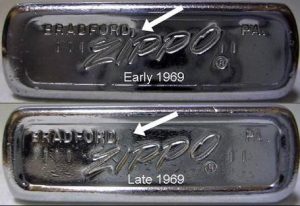 BRADFORD, PA.
ZIPPO ®
Early 1969
BRADFORD, PA.
ZIPPO ®
Late 1969